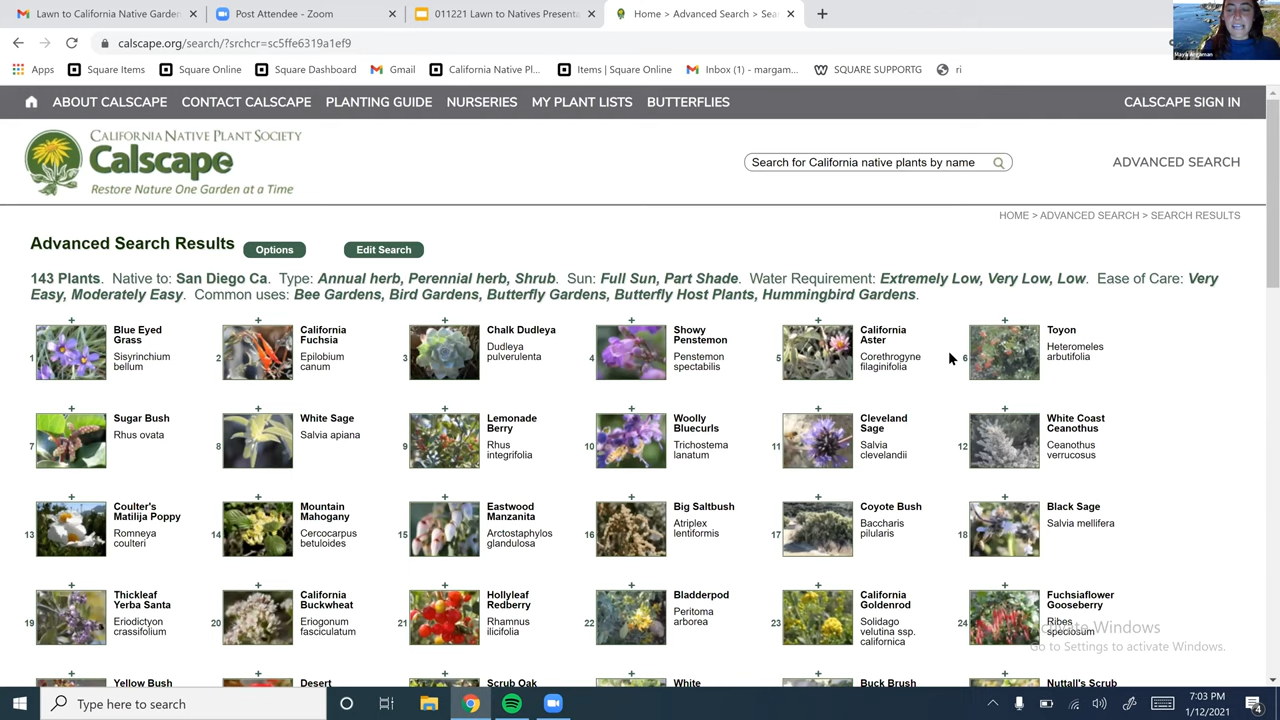 Lawn to California Native Garden
Post Attendee - Zoom
011221 Lawn to Natives Presenta
Home > Advanced Search > Sea
calscape.org/search/?srchcr=sc5ffe6319a1ef9
Apps
Square Items
Square Online
Square Dashboard
Gmail
California Native Pl...
Items | Square Online
Inbox (1) - margam...
SQUARE SUPPORTG
ri
ABOUT CALSCAPE
CONTACT CALSCAPE
PLANTING GUIDE
NURSERIES
MY PLANT LISTS
BUTTERFLIES
CALSCAPE SIGN IN
CALIFORNIA NATIVE PLANT SOCIETY
Calscape
Restore Nature One Garden at a Time
Search for California native plants by name
ADVANCED SEARCH
HOME > ADVANCED SEARCH > SEARCH RESULTS
Advanced Search Results
Options
Edit Search
143 Plants. Native to: San Diego Ca. Type: Annual herb, Perennial herb, Shrub. Sun: Full Sun, Part Shade. Water Requirement: Extremely Low, Very Low, Low. Ease of Care: Very
Easy, Moderately Easy. Common uses: Bee Gardens, Bird Gardens, Butterfly Gardens, Butterfly Host Plants, Hummingbird Gardens.
1
Blue Eyed
Grass
Sisyrinchium
bellum
2
California
Fuchsia
Epilobium
canum
3
Chalk Dudleya
Dudleya
pulverulenta
4
Showy
Penstemon
Penstemon
spectabilis
5
California
Aster
Corethrogyne
filaginifolia
6
Toyon
Heteromeles
arbutifolia
7
Sugar Bush
Rhus ovata
8
White Sage
Salvia apiana
9
Lemonade
Berry
Rhus
integrifolia
10
Woolly
Bluecurls
Trichostema
lanatum
11
Cleveland
Sage
Salvia
clevelandii
12
White Coast
Ceanothus
Ceanothus
verrucosus
13
Coulter's
Matilija Poppy
Romneya
coulteri
14
Mountain
Mahogany
Cercocarpus
betuloides
15
Eastwood
Manzanita
Arctostaphylos
glandulosa
16
Big Saltbush
Atriplex
lentiformis
17
Coyote Bush
Baccharis
pilularis
18
Black Sage
Salvia mellifera
19
Thickleaf
Yerba Santa
Eriodictyon
crassifolium
20
California
Buckwheat
Eriogonum
fasciculatum
21
Hollyleaf
Redberry
Rhamnus
ilicifolia
22
Bladderpod
Peritoma
arborea
23
California
Goldenrod
Solidago
velutina ssp.
californica
24
Fuchsiaflower
Gooseberry
Ribes
speciosum
Activate Windows
Go to Settings to activate Windows.
Yellow Bush
Desert
Scrub Oak
White
Buck Brush
Nuttall's Scrub
Type here to search
7:03 PM
1/12/2021
4